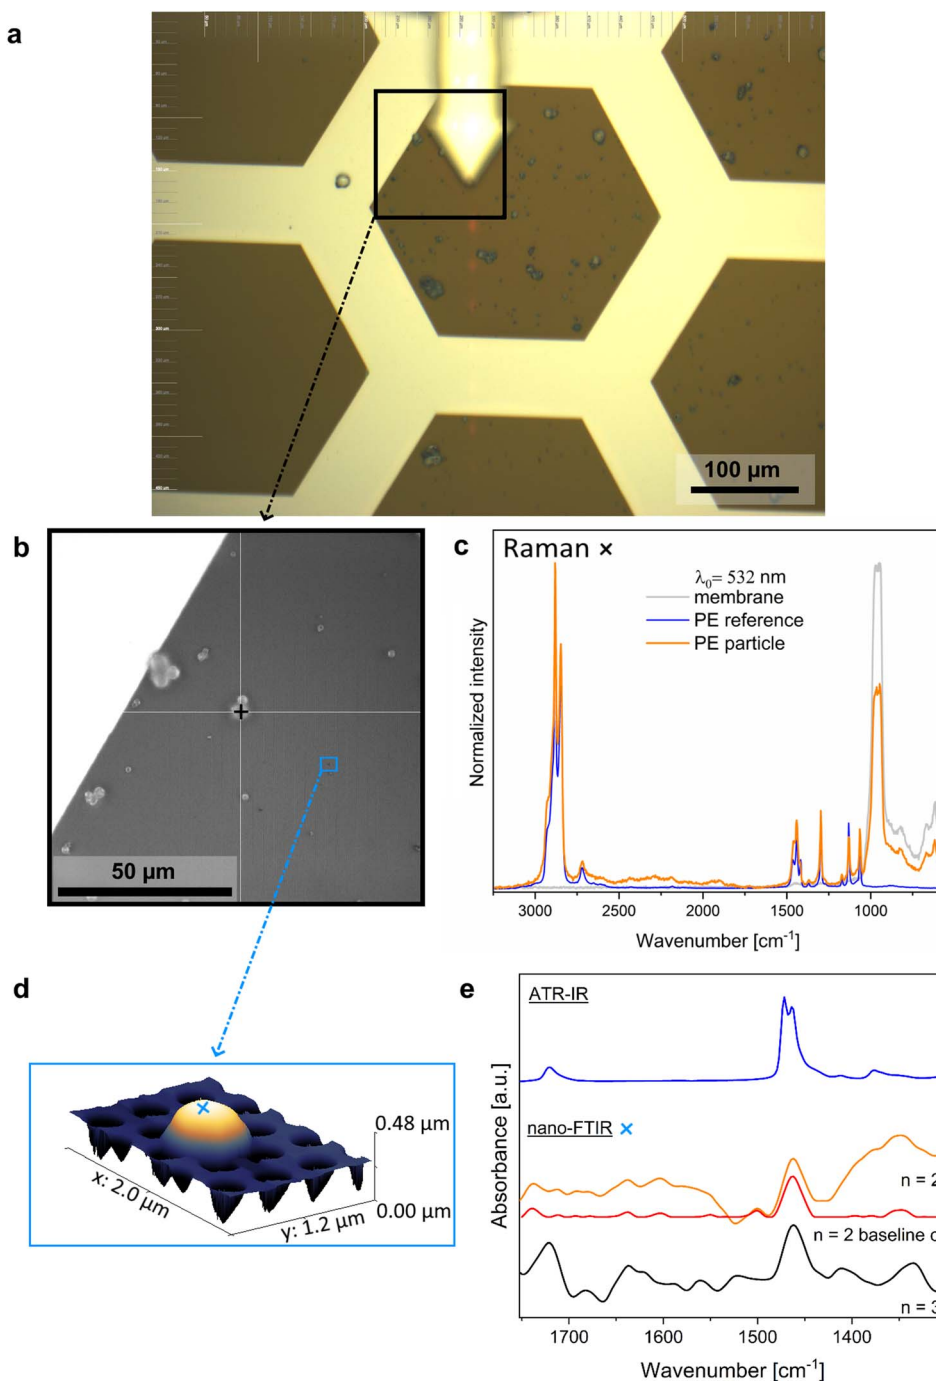 a
100 µm
b
50 µm
c
Raman ×
λ₀= 532 nm
membrane
PE reference
PE particle
Normalized intensity
3000 2500 2000 1500 1000
Wavenumber [cm⁻¹]
d
0.48 µm
0.00 µm
x: 2.0 µm
y: 1.2 µm
e
ATR-IR
nano-FTIR ×
n = 2
n = 2 baseline c
n = 3
Absorbance [a.u.]
1700 1600 1500 1400
Wavenumber [cm⁻¹]